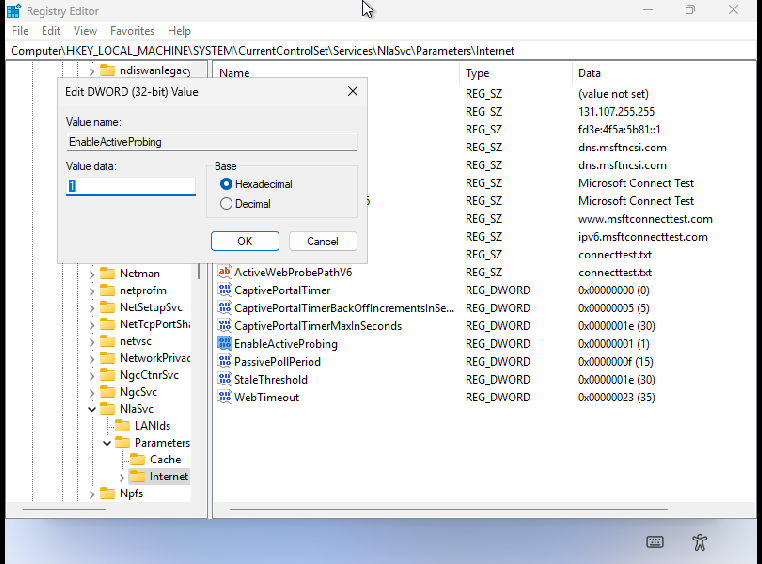 Registry Editor
File Edit View Favorites Help
Computer\HKEY_LOCAL_MACHINE\SYSTEM\CurrentControlSet\Services\NlaSvc\Parameters\Internet
ndiswanlegacy
Name Type Data
Edit DWORD (32-bit) Value
Value name:
EnableActiveProbing
Value data:
1
Base
Hexadecimal
Decimal
OK Cancel
REG_SZ (value not set)
REG_SZ 131.107.255.255
REG_SZ fd3e:4f5a:5b81::1
REG_SZ dns.msftncsi.com
REG_SZ dns.msftncsi.com
REG_SZ Microsoft Connect Test
6 REG_SZ Microsoft Connect Test
REG_SZ www.msftconnecttest.com
REG_SZ ipv6.msftconnecttest.com
REG_SZ connecttest.txt
ActiveWebProbePathV6 REG_SZ connecttest.txt
CaptivePortalTimer REG_DWORD 0x00000000 (0)
CaptivePortalTimerBackOffIncrementsInSe... REG_DWORD 0x00000005 (5)
CaptivePortalTimerMaxInSeconds REG_DWORD 0x0000001e (30)
EnableActiveProbing REG_DWORD 0x00000001 (1)
PassivePollPeriod REG_DWORD 0x0000000f (15)
StaleThreshold REG_DWORD 0x0000001e (30)
WebTimeout REG_DWORD 0x00000023 (35)
Netman
netprofm
NetSetupSvc
NetTcpPortSha
netvsc
NetworkPrivac
NgcCtnrSvc
NgcSvc
NlaSvc
LANIds
Parameters
Cache
Internet
Npfs